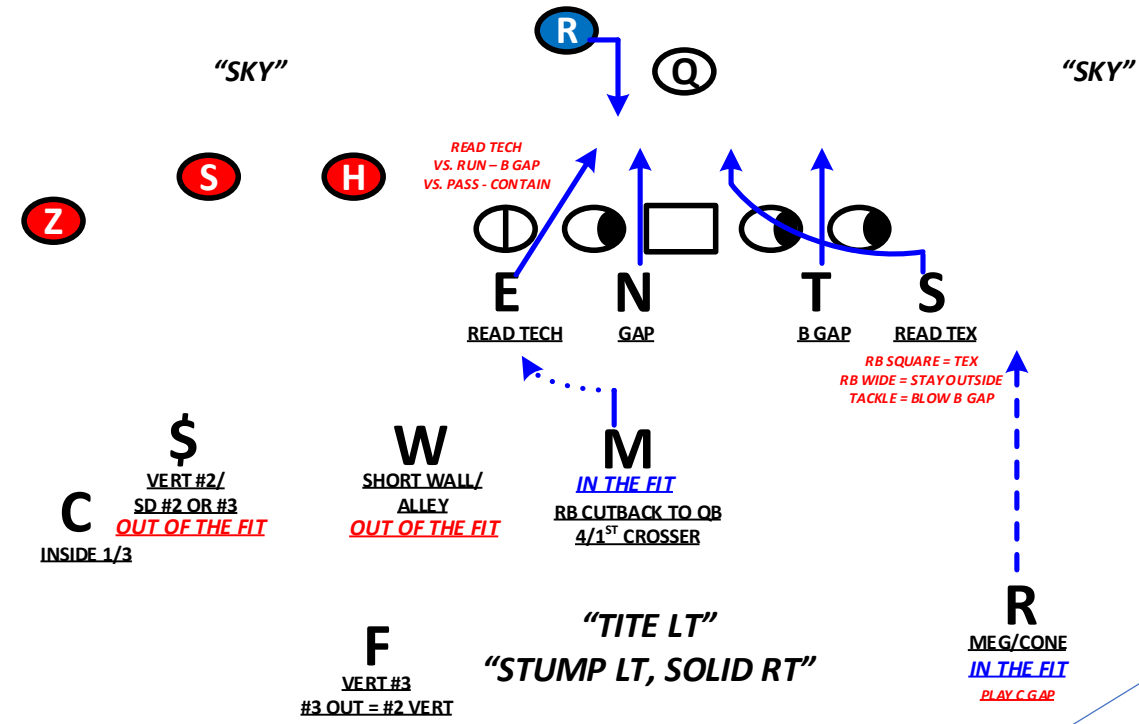 R
"SKY"
Q
"SKY"
READ TECH
VS. RUN – B GAP
VS. PASS - CONTAIN
S
H
Z
E
N
T
S
READ TECH
GAP
B GAP
READ TEX
RB SQUARE = TEX
RB WIDE = STAY OUTSIDE
TACKLE = BLOW B GAP
$
VERT #2/
SD #2 OR #3
OUT OF THE FIT
W
SHORT WALL/
ALLEY
OUT OF THE FIT
M
IN THE FIT
RB CUTBACK TO QB
4/1ST CROSSER
C
INSIDE 1/3
F
VERT #3
#3 OUT = #2 VERT
"TITE LT"
"STUMP LT, SOLID RT"
R
MEG/CONE
IN THE FIT
PLAY C GAP